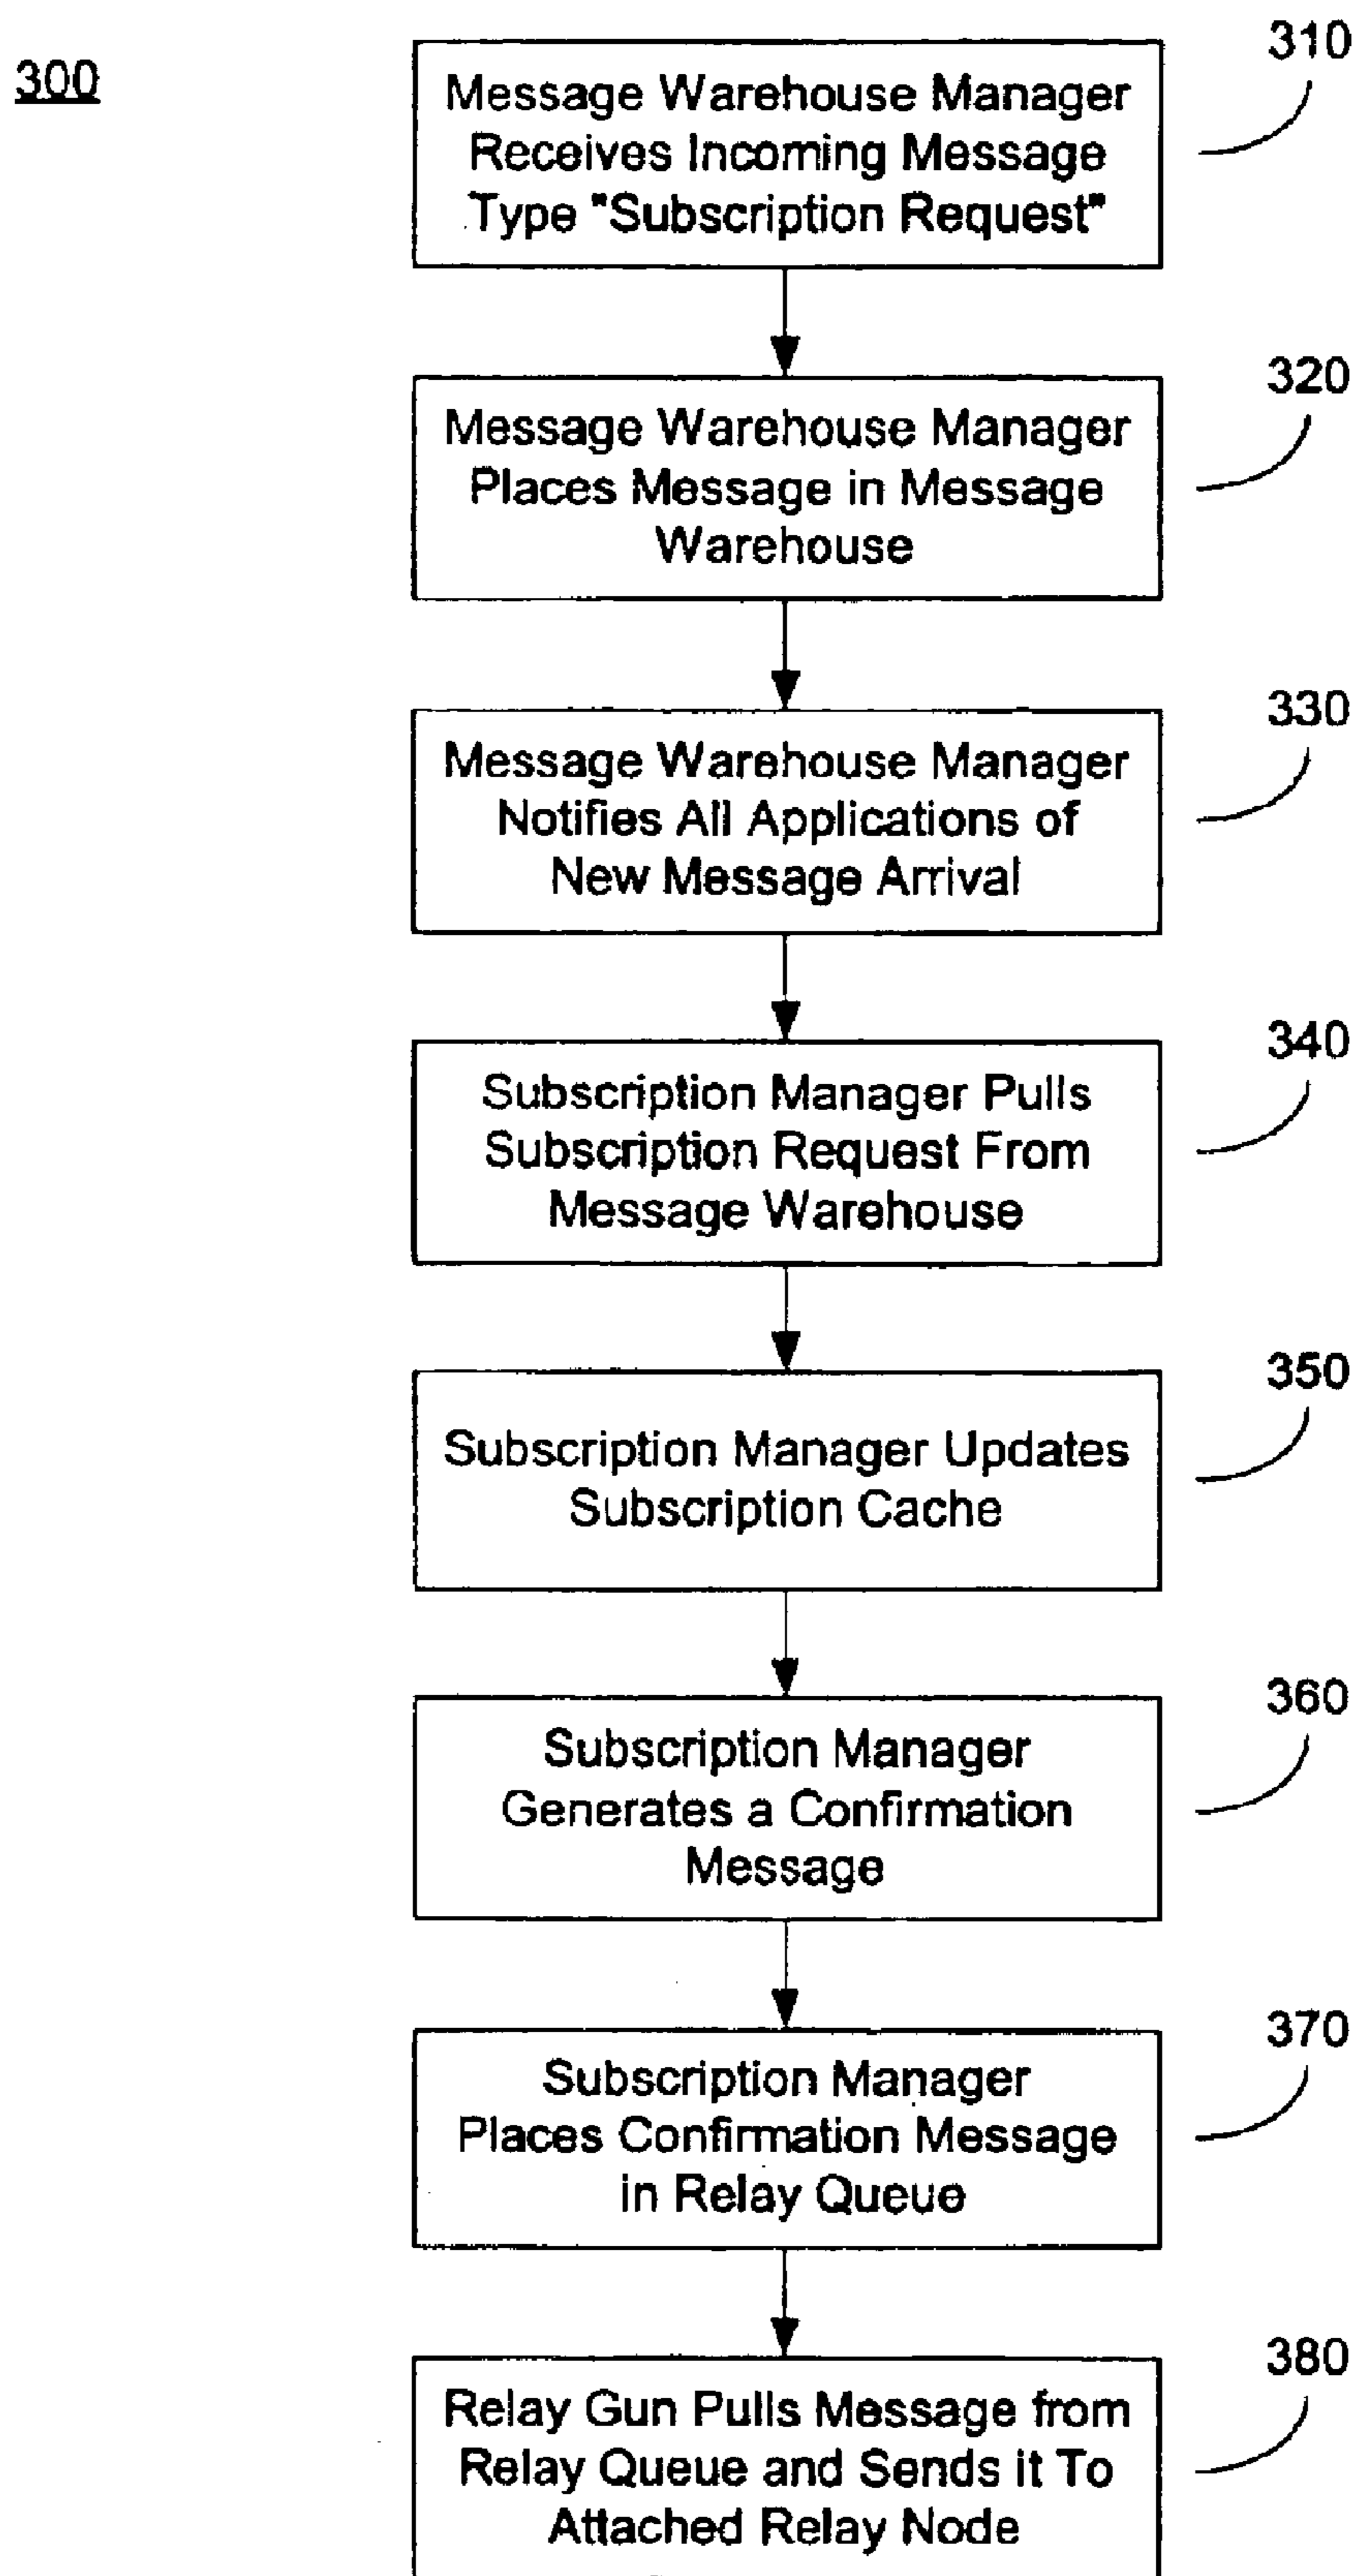 300
310
Message Warehouse Manager
Receives Incoming Message
Type "Subscription Request"
320
Message Warehouse Manager
Places Message in Message
Warehouse
330
Message Warehouse Manager
Notifies All Applications of
New Message Arrival
340
Subscription Manager Pulls
Subscription Request From
Message Warehouse
350
Subscription Manager Updates
Subscription Cache
360
Subscription Manager
Generates a Confirmation
Message
370
Subscription Manager
Places Confirmation Message
in Relay Queue
380
Relay Gun Pulls Message from
Relay Queue and Sends it To
Attached Relay Node